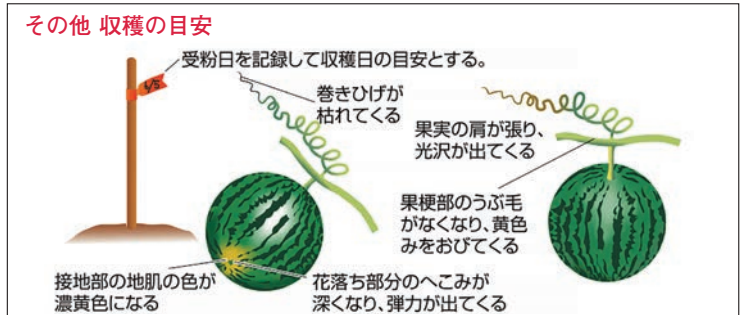 その他 収穫の目安
受粉日を記録して収穫日の目安とする。
6/5
巻きひげが
枯れてくる
果実の肩が張り、
光沢が出てくる
果梗部のうぶ毛
がなくなり、黄色
みをおびてくる
接地部の地肌の色が
濃黄色になる
花落ち部分のへこみが
深くなり、弾力が出てくる